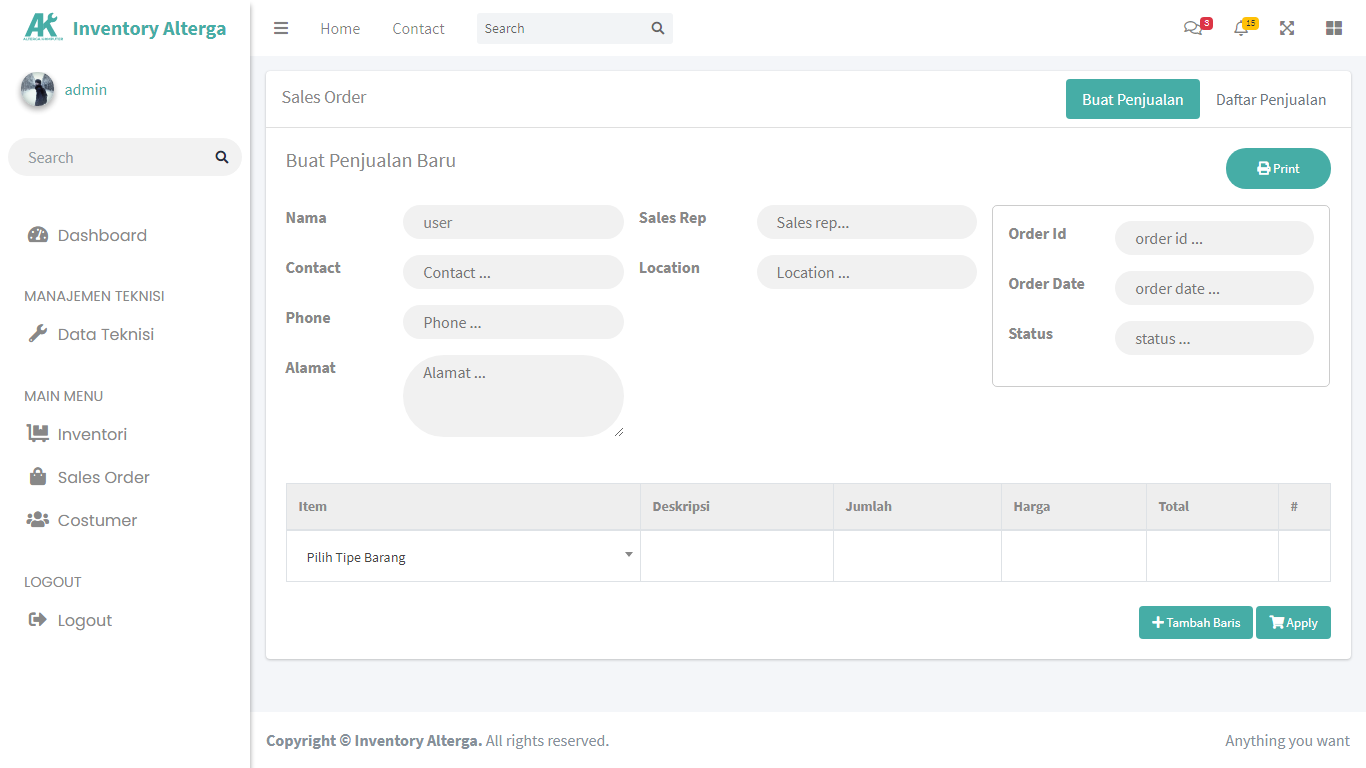 AK Inventory Alterga
Home
Contact
Search
3
15
admin
Search
Dashboard
MANAJEMEN TEKNISI
Data Teknisi
MAIN MENU
Inventori
Sales Order
Costumer
LOGOUT
Logout
Sales Order
Buat Penjualan
Daftar Penjualan
Buat Penjualan Baru
Print
Nama
user
Sales Rep
Sales rep...
Order Id
order id ...
Contact
Contact ...
Location
Location ...
Order Date
order date ...
Phone
Phone ...
Status
status ...
Alamat
Alamat ...
Item Deskripsi Jumlah Harga Total #
Pilih Tipe Barang
Tambah Baris
Apply
Copyright © Inventory Alterga. All rights reserved.
Anything you want